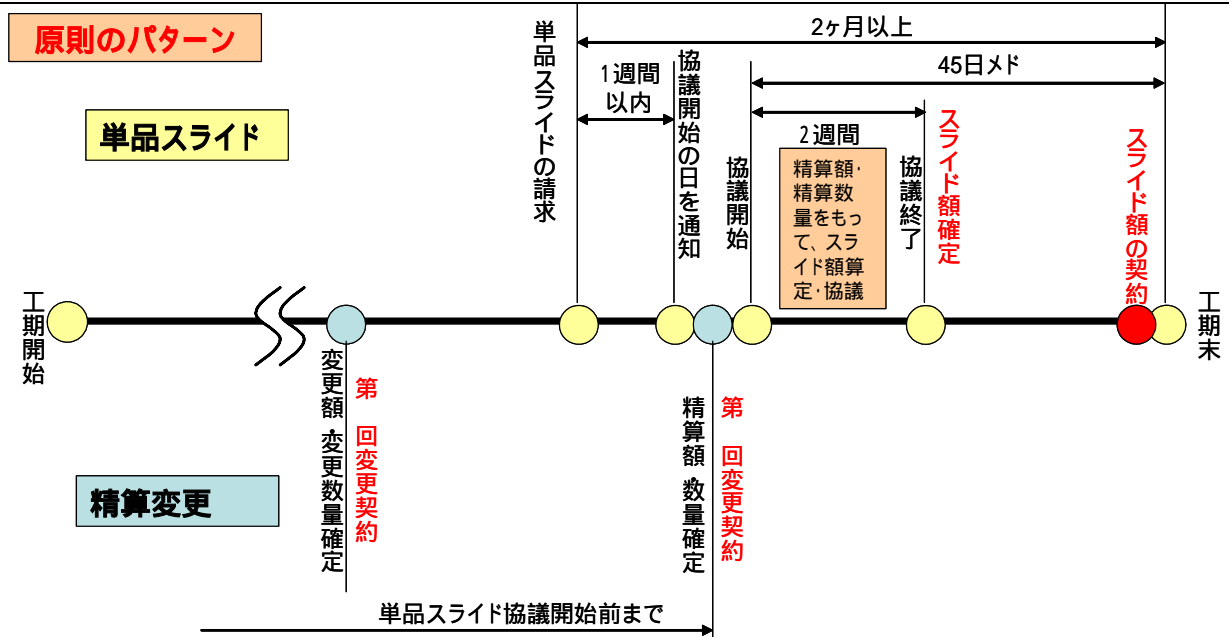 原則のパターン
単品スライド
単品スライドの請求
2ヶ月以上
1週間
以内
協議開始の日を通知
45日メド
協議開始
2週間
精算額・
精算数
量をもっ
て、スラ
イド額算
定・協議
協議終了
スライド額確定
スライド額の契約
工期開始
工期末
変更額・変更数量確定
第　回変更契約
精算額・数量確定
第　回変更契約
精算変更
単品スライド協議開始前まで